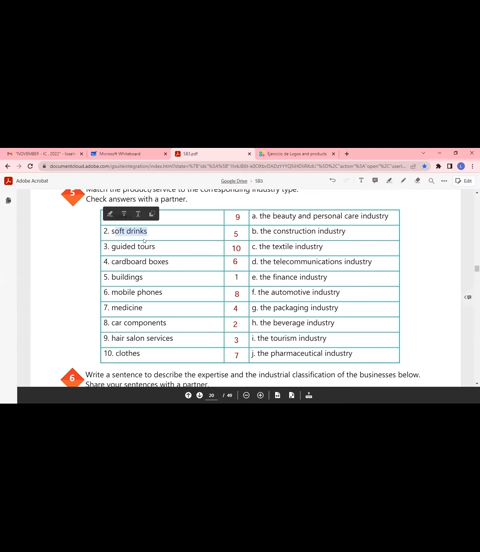 Microsoft Whiteboard
SB3.pdf
Ejercicio de Logos and products
Adobe Acrobat
Google Drive
SB3
Edit
5 Match the product/service to the corresponding industry type.
Check answers with a partner.
9 a. the beauty and personal care industry
2. soft drinks 5 b. the construction industry
3. guided tours 10 c. the textile industry
4. cardboard boxes 6 d. the telecommunications industry
5. buildings 1 e. the finance industry
6. mobile phones 8 f. the automotive industry
7. medicine 4 g. the packaging industry
8. car components 2 h. the beverage industry
9. hair salon services 3 i. the tourism industry
10. clothes 7 j. the pharmaceutical industry
6 Write a sentence to describe the expertise and the industrial classification of the businesses below.
Share your sentences with a partner.